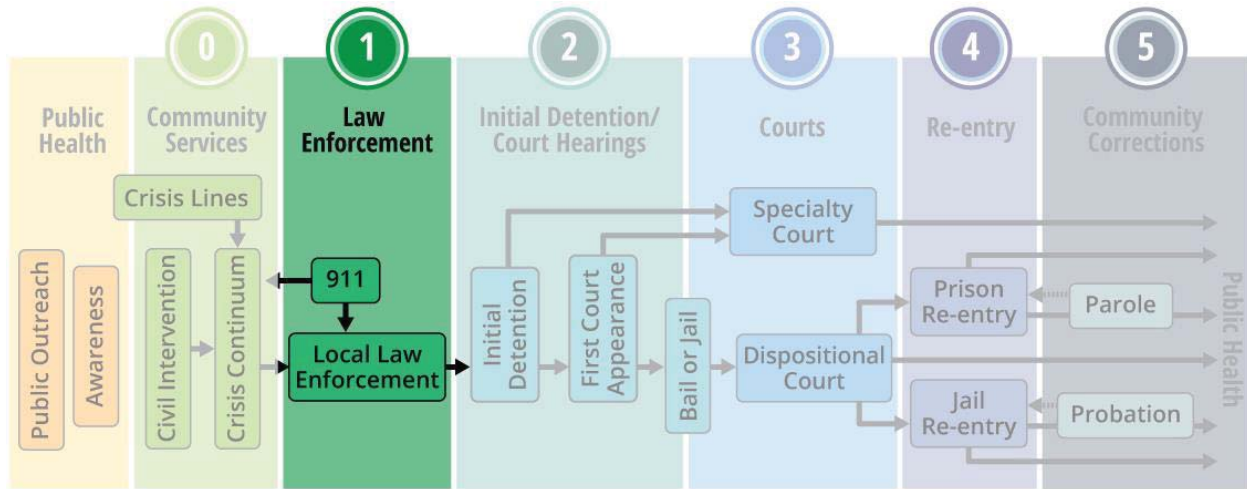 0
1
2
3
4
5
Public
Health
Community
Services
Law
Enforcement
Initial Detention/
Court Hearings
Courts
Re-entry
Community
Corrections
Crisis Lines
Public Outreach
Awareness
Civil Intervention
Crisis Continuum
911
Local Law
Enforcement
Initial
Detention
First Court
Appearance
Bail or Jail
Specialty
Court
Dispositional
Court
Prison
Re-entry
Parole
Jail
Re-entry
Probation
Public Health